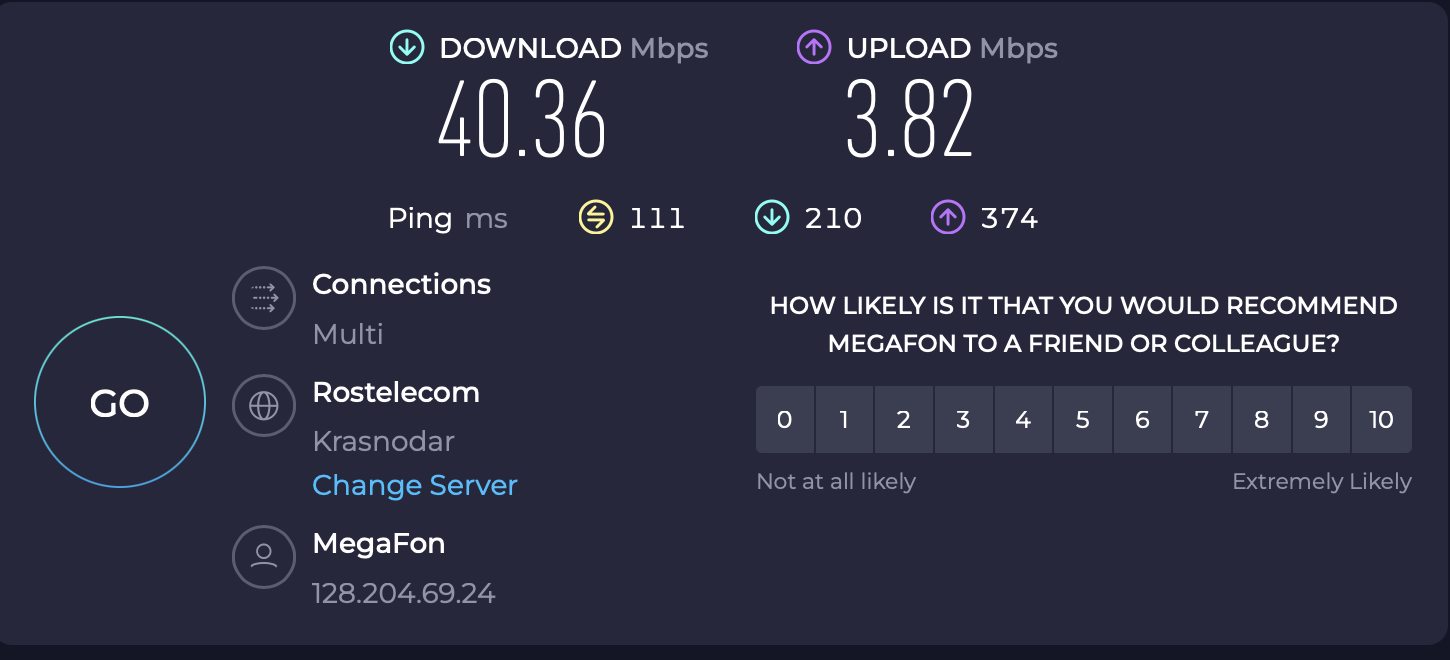 DOWNLOAD Mbps
UPLOAD Mbps
40.36
3.82
Ping ms 111 210 374
Connections
Multi
Rostelecom
Krasnodar
Change Server
MegaFon
128.204.69.24
GO
HOW LIKELY IS IT THAT YOU WOULD RECOMMEND
MEGAFON TO A FRIEND OR COLLEAGUE?
0 1 2 3 4 5 6 7 8 9 10
Not at all likely
Extremely Likely